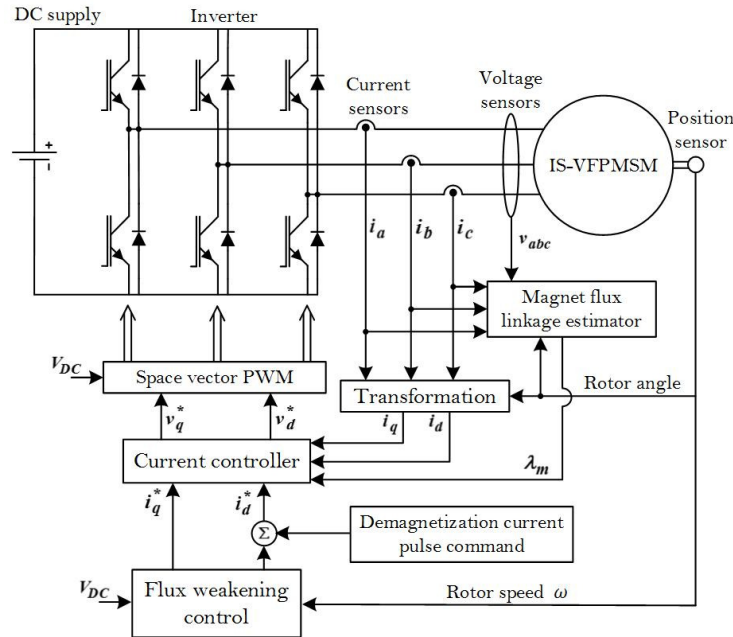 DC supply
Inverter
Current
sensors
Voltage
sensors
Position
sensor
IS-VFPMSM
i_a
i_b
i_c
v_abc
Magnet flux
linkage estimator
V_DC
Space vector PWM
Transformation
Rotor angle
v_q^*
v_d^*
i_q
i_d
Current controller
λ_m
i_q^*
i_d^*
Σ
Demagnetization current
pulse command
V_DC
Flux weakening
control
Rotor speed ω